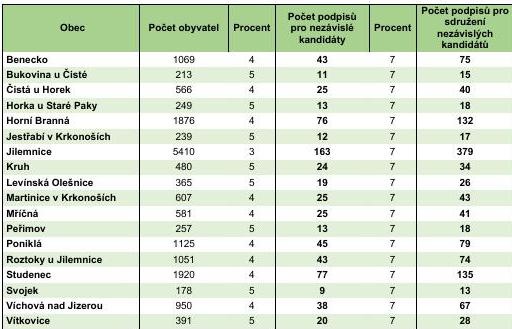 Obec Počet obyvatel Procent Počet podpisů pro nezávislé kandidáty Procent Počet podpisů pro sdružení nezávislých kandidátů
Benecko 1069 4 43 7 75
Bukovina u Čisté 213 5 11 7 15
Čistá u Horek 566 4 25 7 40
Horka u Staré Paky 249 5 13 7 18
Horní Branná 1876 4 76 7 132
Jestřabí v Krkonoších 239 5 12 7 17
Jilemnice 5410 3 163 7 379
Kruh 480 5 24 7 34
Levínská Olešnice 365 5 19 7 26
Martinice v Krkonoších 607 4 25 7 43
Mříčná 581 4 25 7 41
Peřimov 257 5 13 7 18
Poniklá 1125 4 45 7 79
Roztoky u Jilemnice 1051 4 43 7 74
Studenec 1920 4 77 7 135
Svojek 178 5 9 7 13
Víchová nad Jizerou 950 4 38 7 67
Vítkovice 391 5 20 7 28